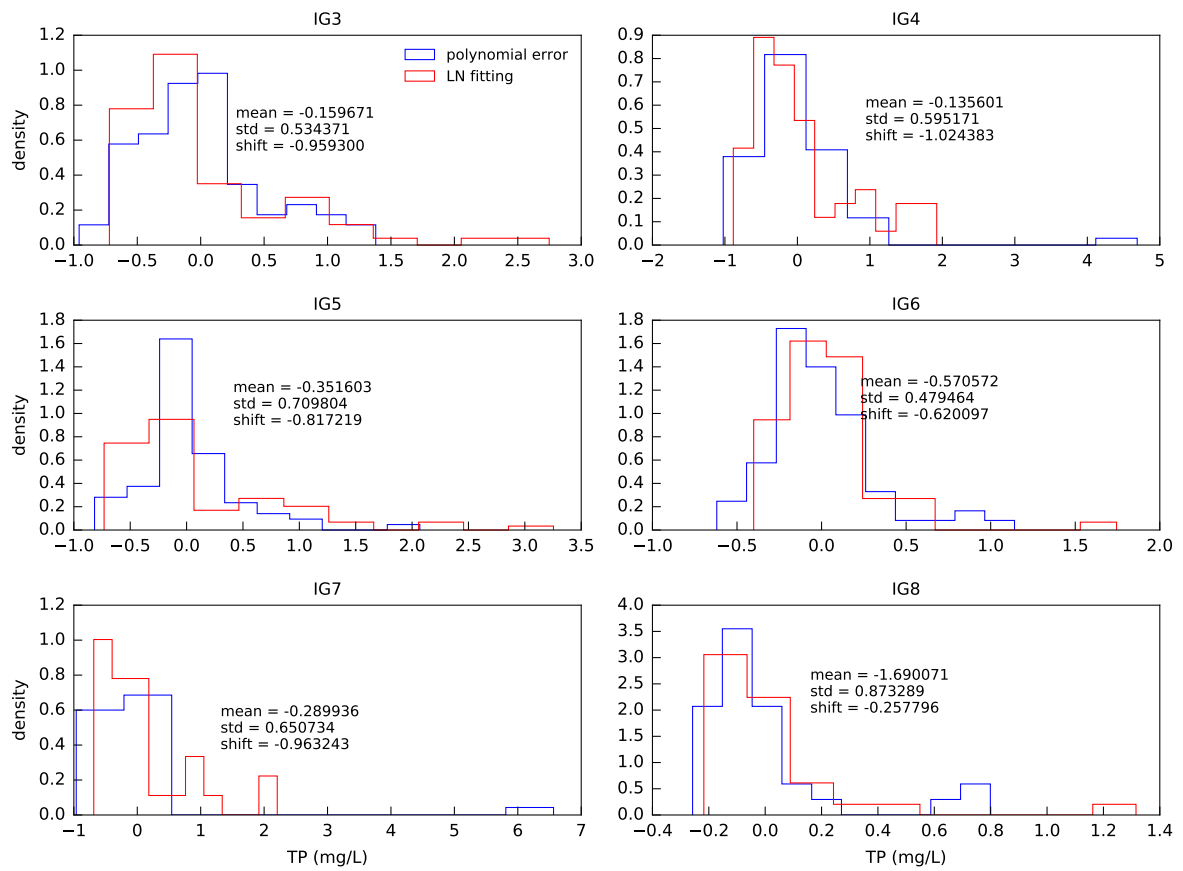 IG3
1.2
1.0
0.8
0.6
0.4
0.2
0.0
density
polynomial error
LN fitting
mean = -0.159671
std = 0.534371
shift = -0.959300
−1.0 −0.5 0.0 0.5 1.0 1.5 2.0 2.5 3.0
IG4
0.9
0.8
0.7
0.6
0.5
0.4
0.3
0.2
0.1
0.0
mean = -0.135601
std = 0.595171
shift = -1.024383
−2 −1 0 1 2 3 4 5
IG5
1.8
1.6
1.4
1.2
1.0
0.8
0.6
0.4
0.2
0.0
density
mean = -0.351603
std = 0.709804
shift = -0.817219
−1.0 −0.5 0.0 0.5 1.0 1.5 2.0 2.5 3.0 3.5
IG6
1.8
1.6
1.4
1.2
1.0
0.8
0.6
0.4
0.2
0.0
mean = -0.570572
std = 0.479464
shift = -0.620097
−1.0 −0.5 0.0 0.5 1.0 1.5 2.0
IG7
1.2
1.0
0.8
0.6
0.4
0.2
0.0
density
mean = -0.289936
std = 0.650734
shift = -0.963243
−1 0 1 2 3 4 5 6 7
TP (mg/L)
IG8
4.0
3.5
3.0
2.5
2.0
1.5
1.0
0.5
0.0
mean = -1.690071
std = 0.873289
shift = -0.257796
−0.4 −0.2 0.0 0.2 0.4 0.6 0.8 1.0 1.2 1.4
TP (mg/L)